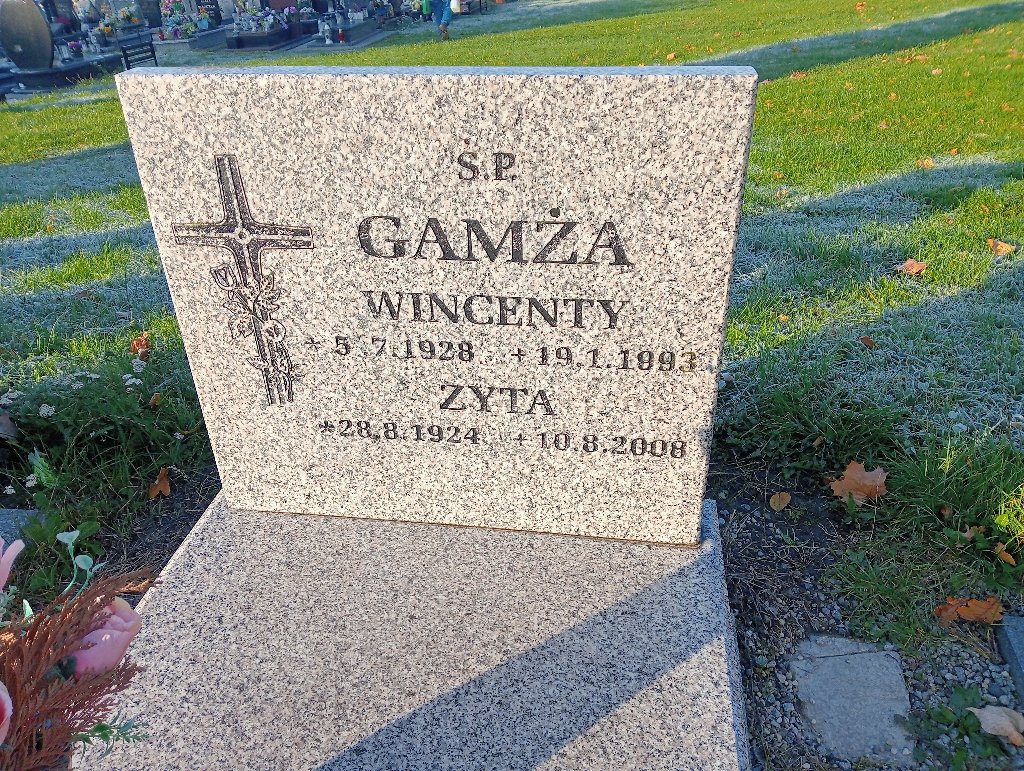 Ś.P.
GAMŻA
WINCENTY
* 5.7.1928 + 19.1.1993
ZYTA
*28.8.1924 + 10.8.2008